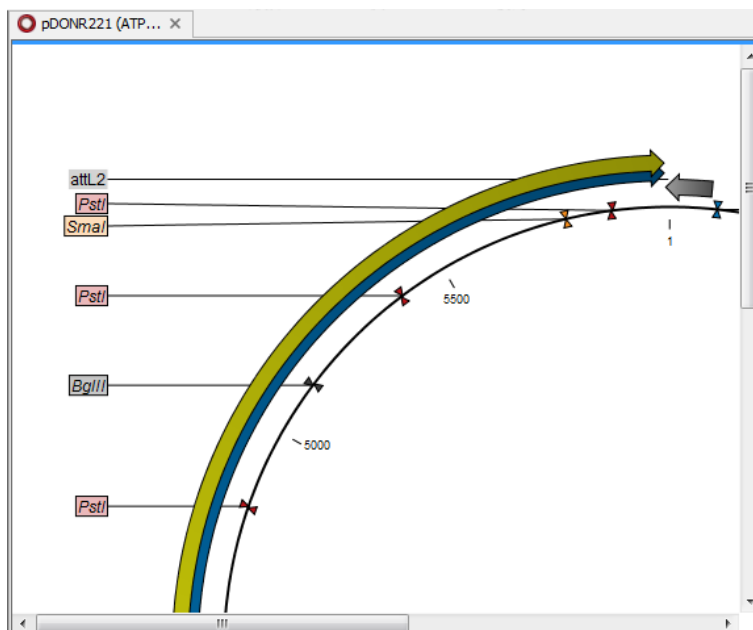 pDONR221 (ATP...
attL2
PstI
SmaI
1
PstI
5500
BglII
5000
PstI